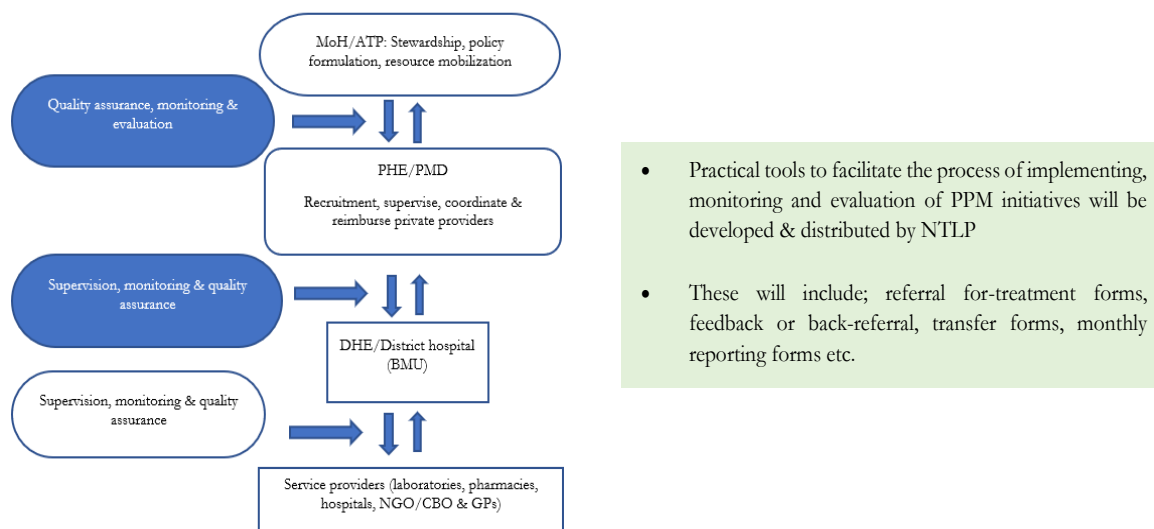 MoH/ATP: Stewardship, policy
formulation, resource mobilization
Quality assurance, monitoring &
evaluation
PHE/PMD
Recruitment, supervise, coordinate &
reimburse private providers
Supervision, monitoring & quality
assurance
DHE/District hospital
(BMU)
Supervision, monitoring & quality
assurance
Service providers (laboratories, pharmacies,
hospitals, NGO/CBO & GPs)
• Practical tools to facilitate the process of implementing,
monitoring and evaluation of PPM initiatives will be
developed & distributed by NTLP
• These will include; referral for-treatment forms,
feedback or back-referral, transfer forms, monthly
reporting forms etc.